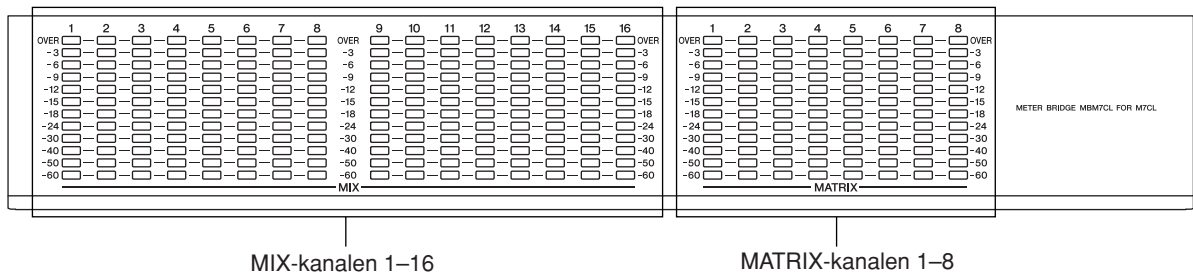 1 2 3 4 5 6 7 8 9 10 11 12 13 14 15 16 1 2 3 4 5 6 7 8
OVER OVER OVER OVER OVER
-3 -3 -3 -3 -3
-6 -6 -6 -6 -6
-9 -9 -9 -9 -9
-12 -12 -12 -12 -12
-15 -15 -15 -15 -15
METER BRIDGE MBM7CL FOR M7CL
-18 -18 -18 -18 -18
-24 -24 -24 -24 -24
-30 -30 -30 -30 -30
-40 -40 -40 -40 -40
-50 -50 -50 -50 -50
-60 -60 -60 -60 -60
MIX MATRIX
MIX-kanalen 1–16 MATRIX-kanalen 1–8